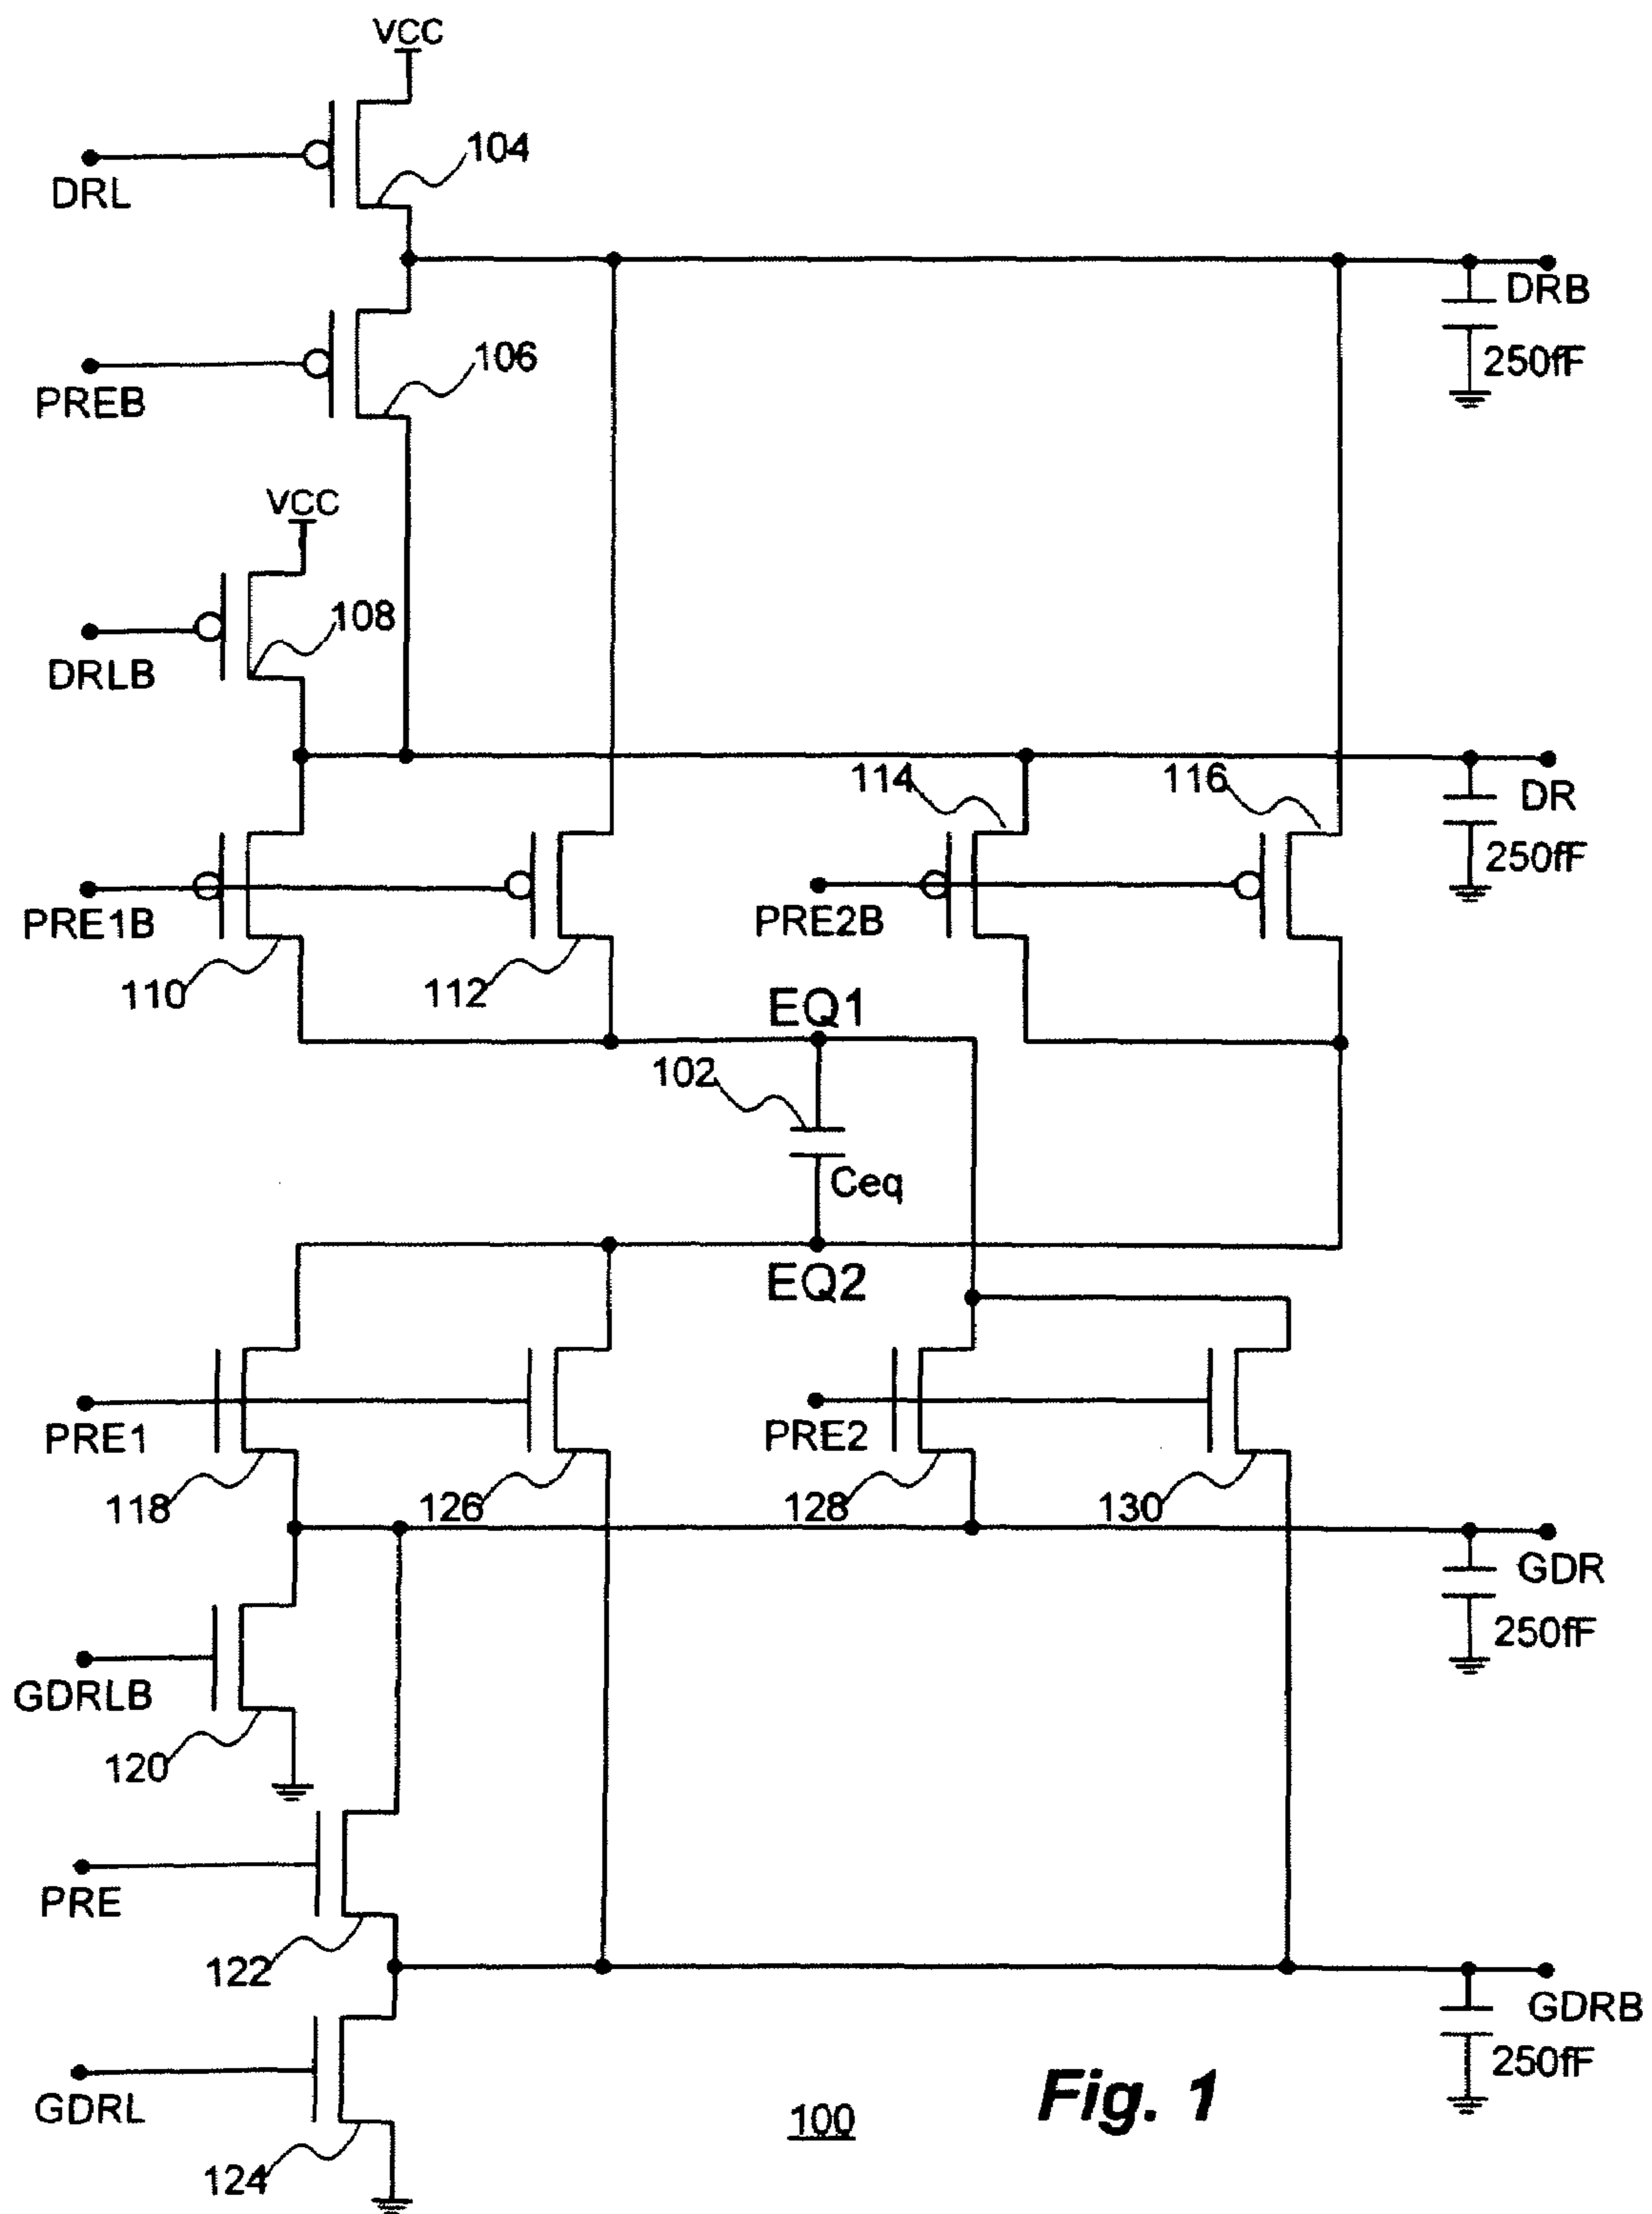 VCC
DRL
104
DRB
250fF
PREB
106
VCC
DRLB
108
114
116
DR
250fF
PRE1B
PRE2B
110
112
EQ1
102
Ceq
EQ2
PRE1
PRE2
118
126
128
130
GDR
250fF
GDRLB
120
PRE
122
GDRB
250fF
GDRL
124
100
Fig. 1